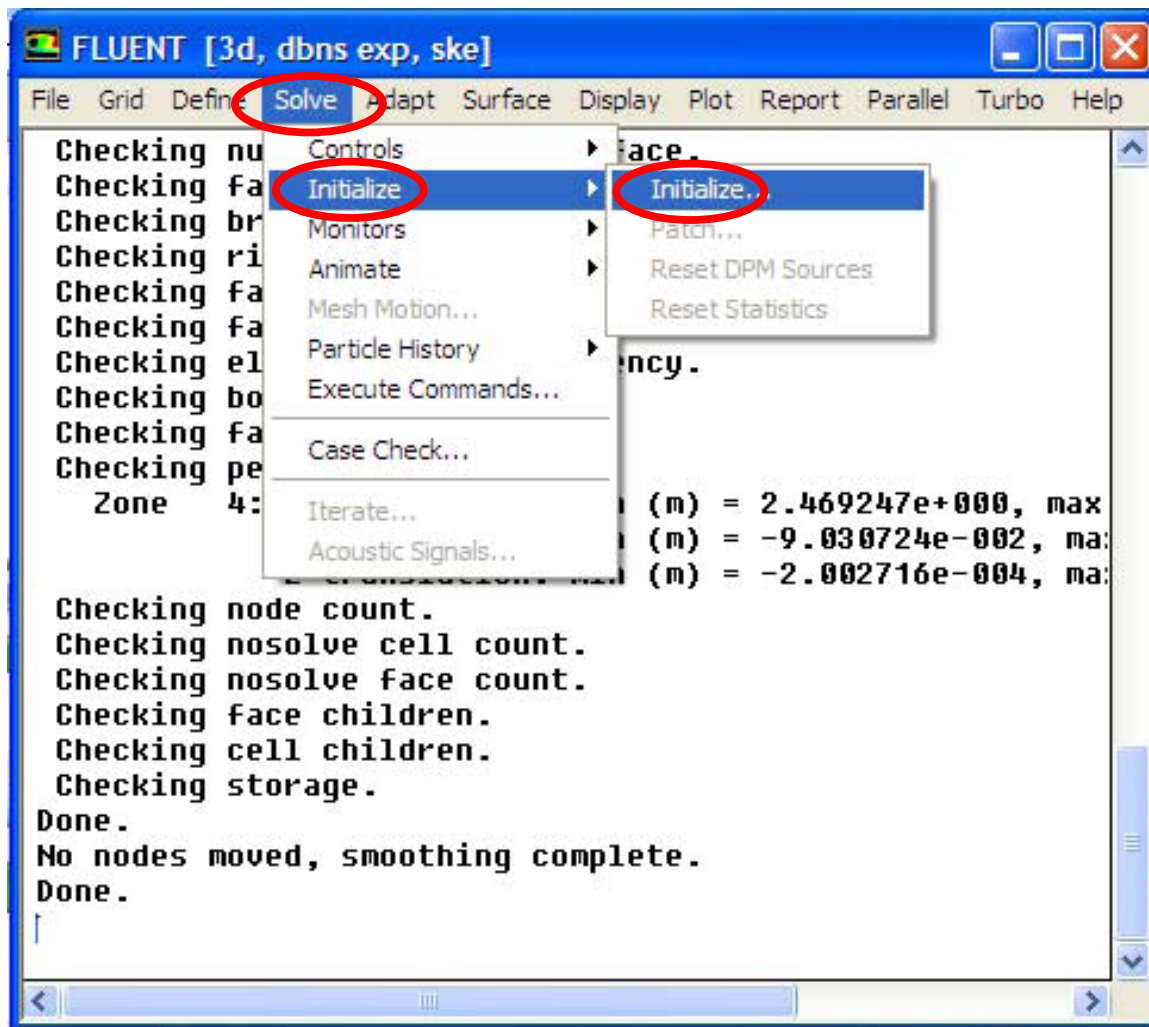 FLUENT [3d, dbns exp, ske]
File Grid Define Solve Adapt Surface Display Plot Report Parallel Turbo Help
Checking nu
Checking fa
Checking br
Checking ri
Checking fa
Checking fa
Checking el
Checking bo
Checking fa
Checking pe
Zone 4:
face.
ency.
(m) = 2.469247e+000, max
(m) = -9.030724e-002, ma
(m) = -2.002716e-004, ma
Controls
Initialize
Monitors
Animate
Mesh Motion...
Particle History
Execute Commands...
Case Check...
Iterate...
Acoustic Signals...
Initialize...
Patch...
Reset DPM Sources
Reset Statistics
Checking node count.
Checking nosolve cell count.
Checking nosolve face count.
Checking face children.
Checking cell children.
Checking storage.
Done.
No nodes moved, smoothing complete.
Done.